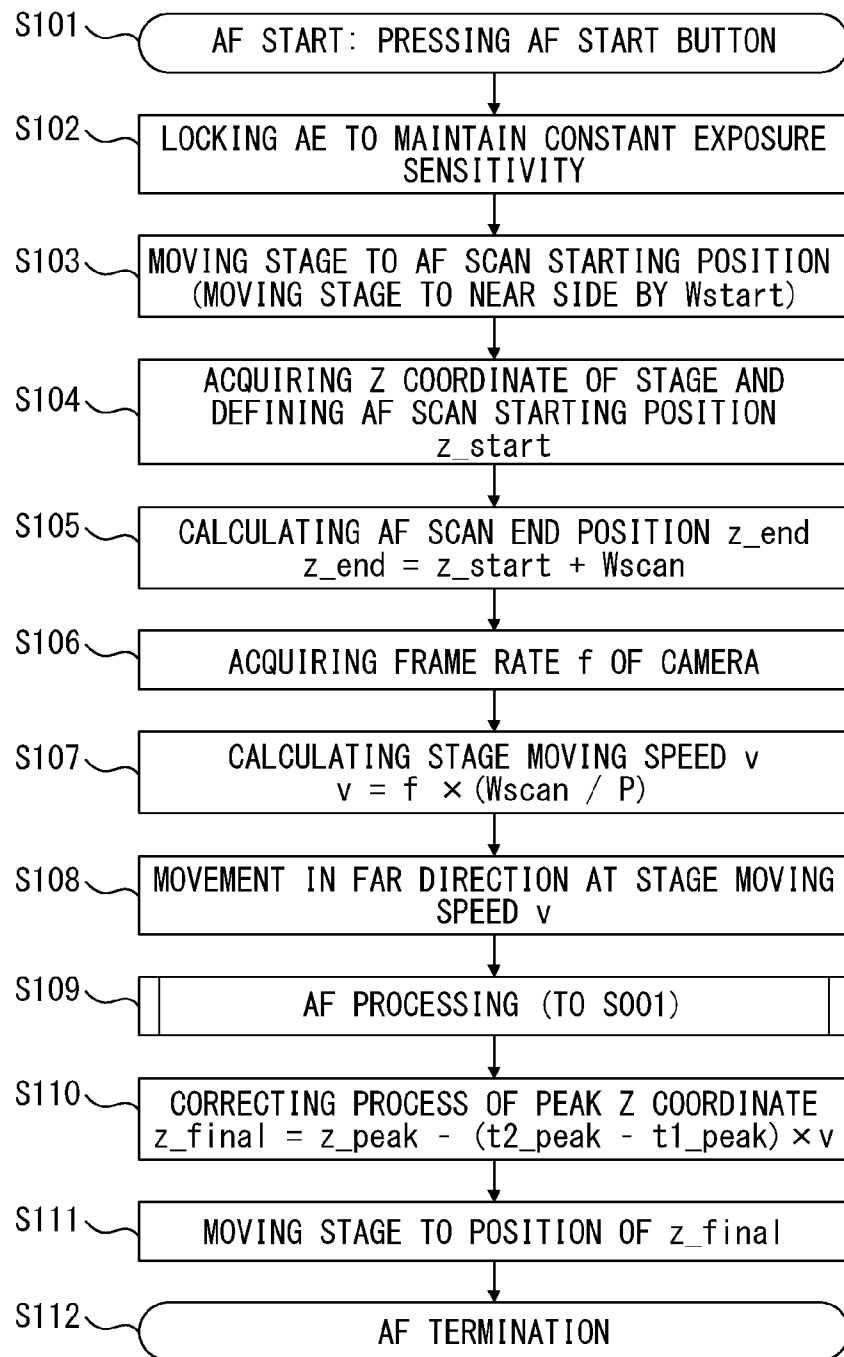 S101
AF START: PRESSING AF START BUTTON
S102
LOCKING AE TO MAINTAIN CONSTANT EXPOSURE
SENSITIVITY
S103
MOVING STAGE TO AF SCAN STARTING POSITION
(MOVING STAGE TO NEAR SIDE BY Wstart)
S104
ACQUIRING Z COORDINATE OF STAGE AND
DEFINING AF SCAN STARTING POSITION
z_start
S105
CALCULATING AF SCAN END POSITION z_end
z_end = z_start + Wscan
S106
ACQUIRING FRAME RATE f OF CAMERA
S107
CALCULATING STAGE MOVING SPEED v
v = f × (Wscan / P)
S108
MOVEMENT IN FAR DIRECTION AT STAGE MOVING
SPEED v
S109
AF PROCESSING (TO S001)
S110
CORRECTING PROCESS OF PEAK Z COORDINATE
z_final = z_peak - (t2_peak - t1_peak) × v
S111
MOVING STAGE TO POSITION OF z_final
S112
AF TERMINATION